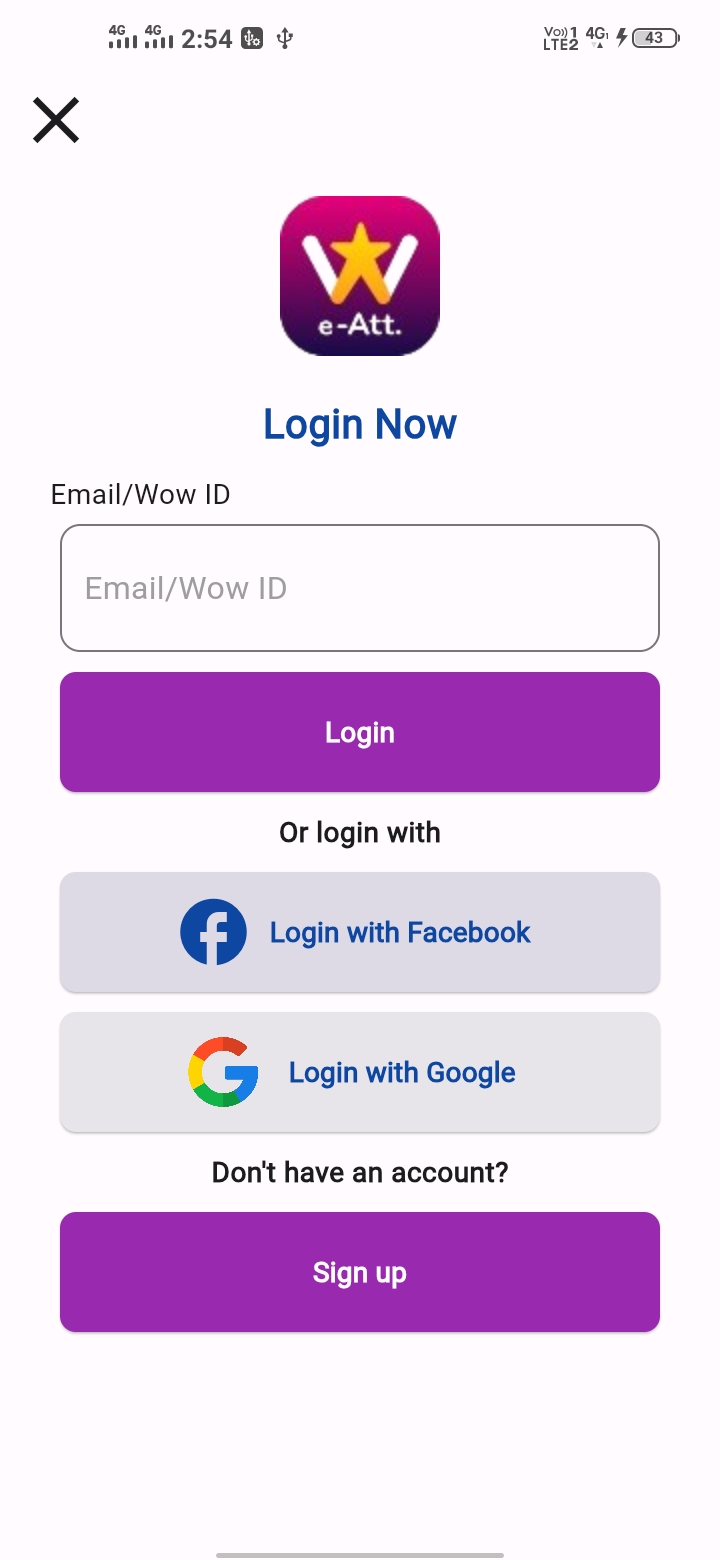 4G 4G 2:54 Vo)) 1 LTE2 4G1 43
e-Att.
Login Now
Email/Wow ID
Email/Wow ID
Login
Or login with
Login with Facebook
Login with Google
Don't have an account?
Sign up